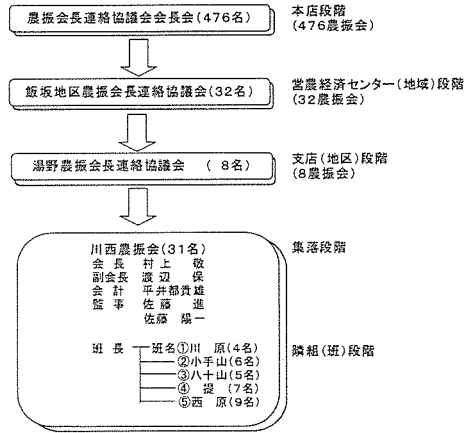 農振会長連絡協議会会長会(476名)
本店段階
(476農振会)
飯坂地区農振会長連絡協議会(32名)
営農経済センター(地域)段階
(32農振会)
湯野農振会長連絡協議会 ( 8名)
支店(地区)段階
(8農振会)
川西農振会(31名)
集落段階
会 長 村上 敬
副会長 渡辺 保
会 計 平井都貴雄
監 事 佐藤 進
佐藤 陽一
班 長 班名①川 原(4名)
隣組(班)段階
②小手山(6名)
③八十山(5名)
④ 堤 (7名)
⑤西 原(9名)